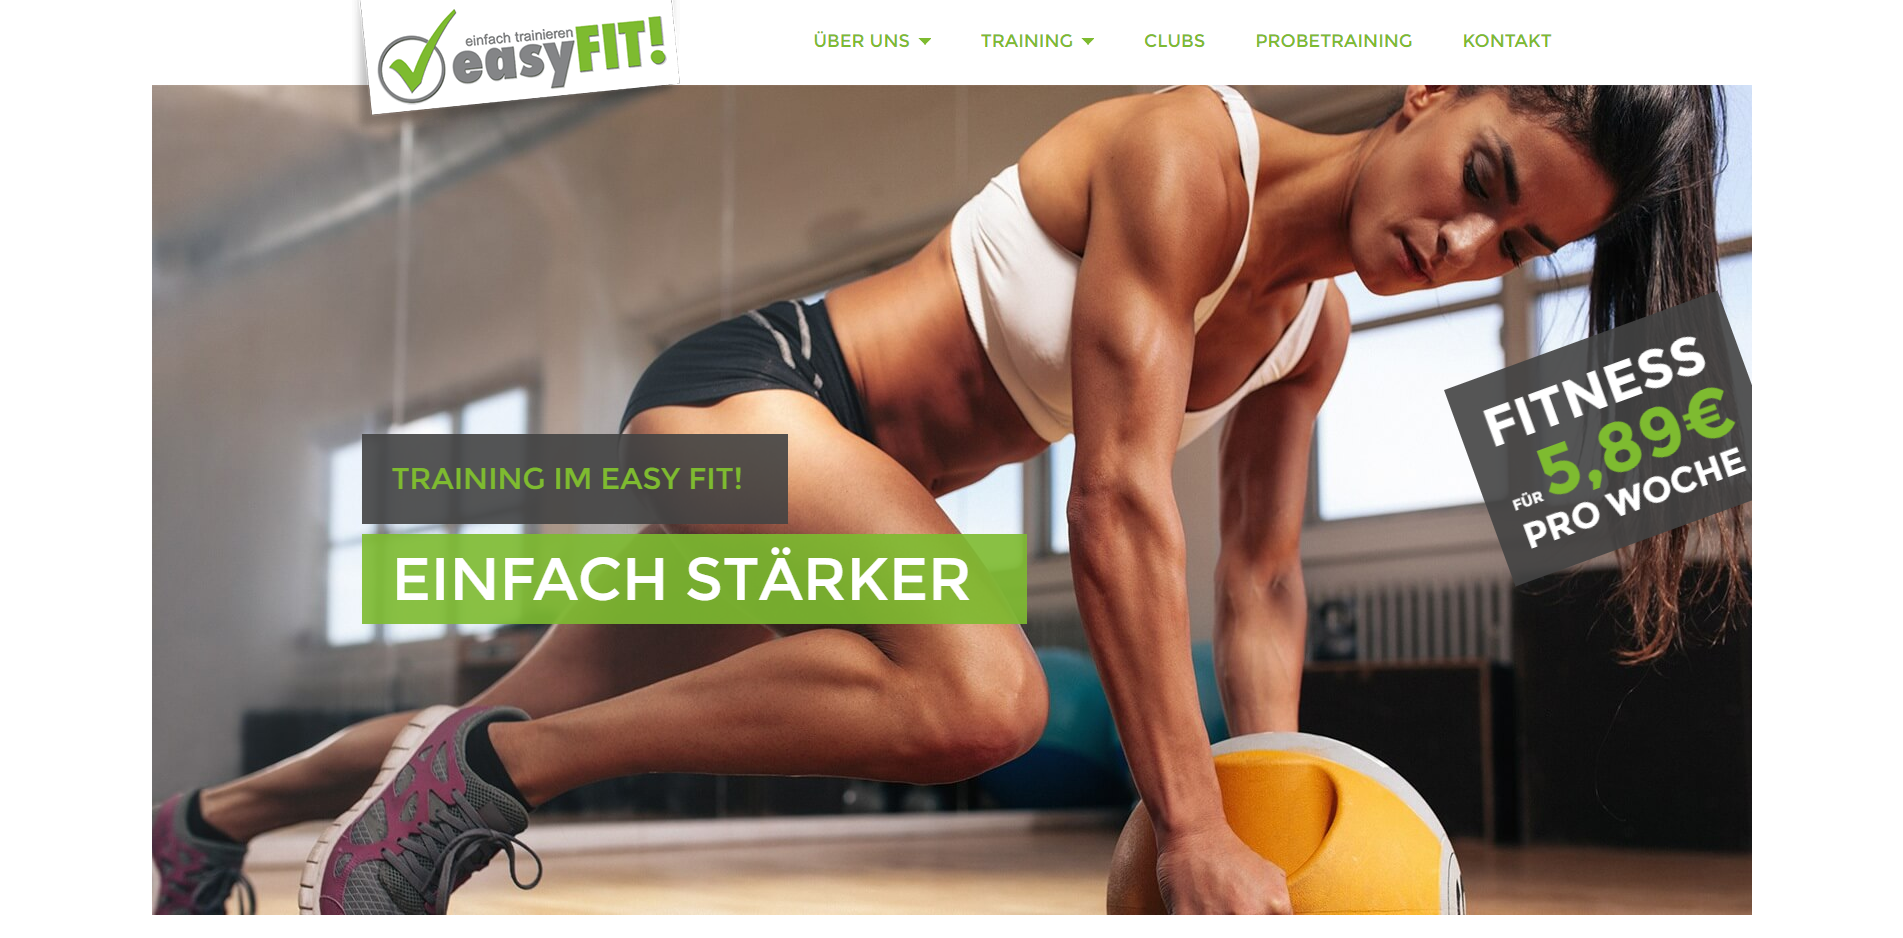 einfach trainieren
easyFIT!
ÜBER UNS
TRAINING
CLUBS
PROBETRAINING
KONTAKT
FITNESS
FÜR 5,89€
PRO WOCHE
TRAINING IM EASY FIT!
EINFACH STÄRKER